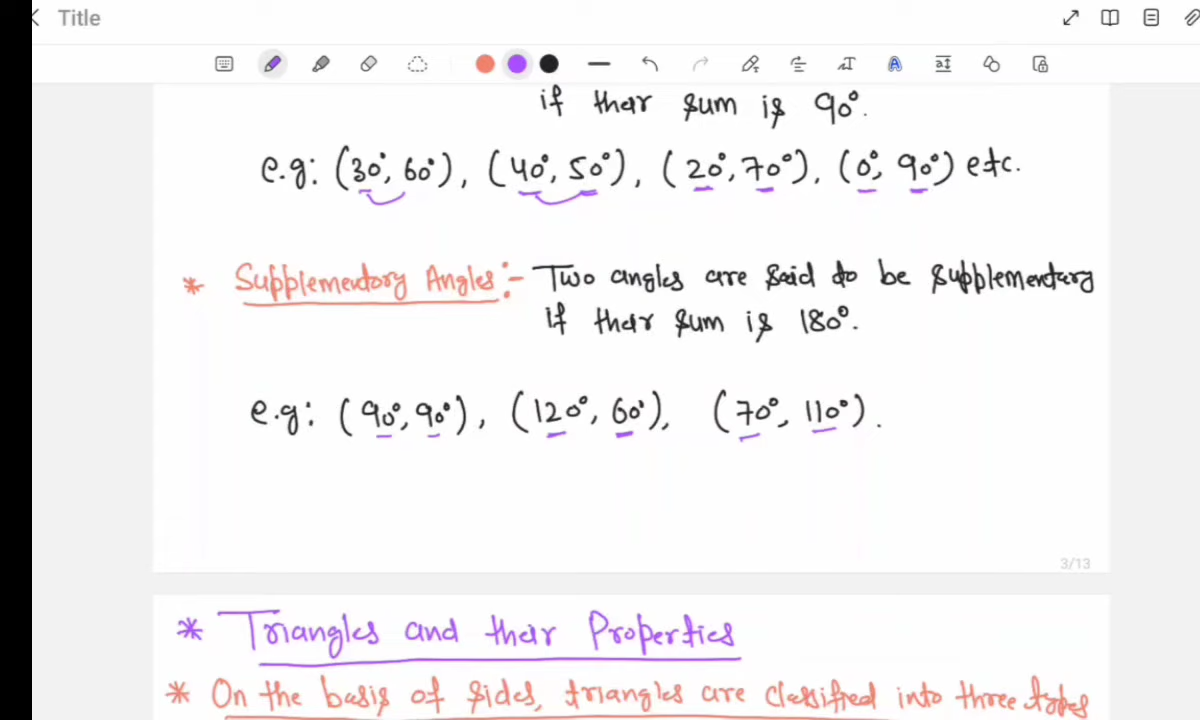 Title
if their sum is 90°.
e.g: (30°, 60°), (40°, 50°), (20°, 70°), (0°, 90°) etc.
* Supplementary Angles:- Two angles are said to be supplementary
if their sum is 180°.
e.g: (90°, 90°), (120°, 60°), (70°, 110°).
3/13
* Triangles and their Properties
* On the basis of sides, triangles are classified into three types